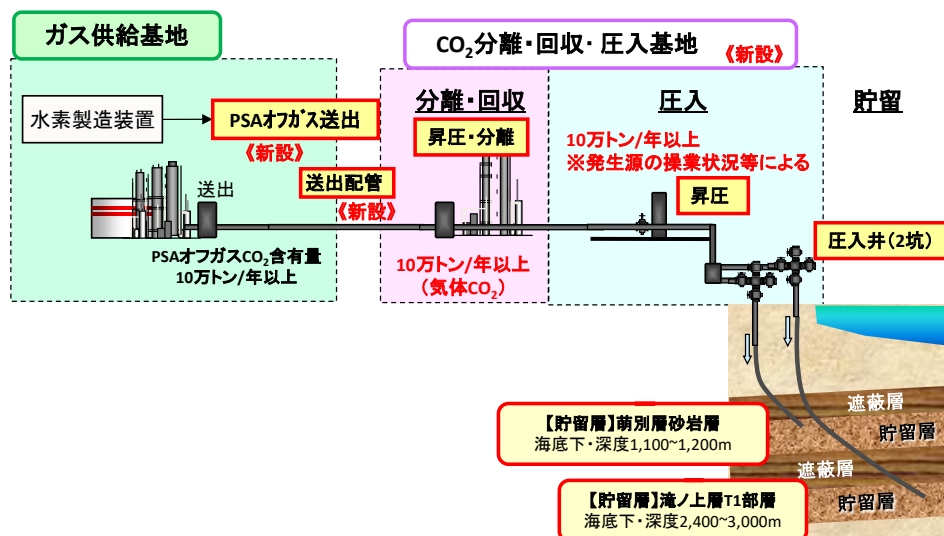 ガス供給基地
CO₂分離・回収・圧入基地
《新設》
水素製造装置
PSAオフガス送出
《新設》
送出
送出配管
《新設》
PSAオフガスCO₂含有量
10万トン/年以上
分離・回収
昇圧・分離
10万トン/年以上
(気体CO₂)
圧入
10万トン/年以上
※発生源の操業状況等による
昇圧
貯留
圧入井(2坑)
遮蔽層
貯留層
遮蔽層
貯留層
【貯留層】萌別層砂岩層
海底下・深度1,100~1,200m
【貯留層】滝ノ上層T1部層
海底下・深度2,400~3,000m